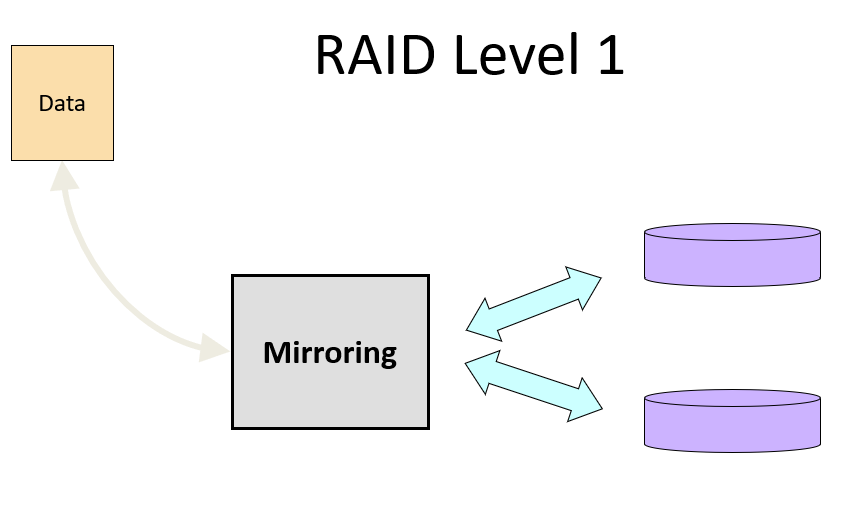 RAID Level 1
Data
Mirroring